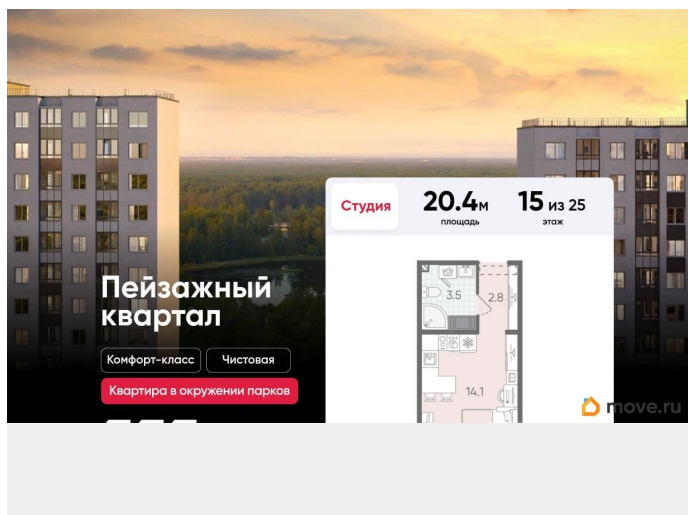 Студия
20.4м
площадь
15 из 25
этаж
Пейзажный
квартал
3.5
2.8
Комфорт-класс
Чистовая
Квартира в окружении парков
14.1
move.ru